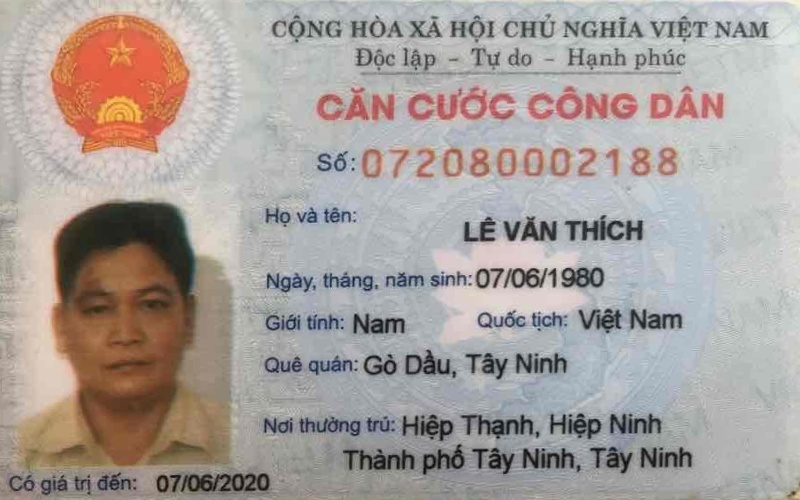 CỘNG HÒA XÃ HỘI CHỦ NGHĨA VIỆT NAM
Độc lập - Tự do - Hạnh phúc
CĂN CƯỚC CÔNG DÂN
Số: 072080002188
Họ và tên:
LÊ VĂN THÍCH
Ngày, tháng, năm sinh: 07/06/1980
Giới tính: Nam Quốc tịch: Việt Nam
Quê quán: Gò Dầu, Tây Ninh
Nơi thường trú: Hiệp Thạnh, Hiệp Ninh
Thành phố Tây Ninh, Tây Ninh
Có giá trị đến: 07/06/2020